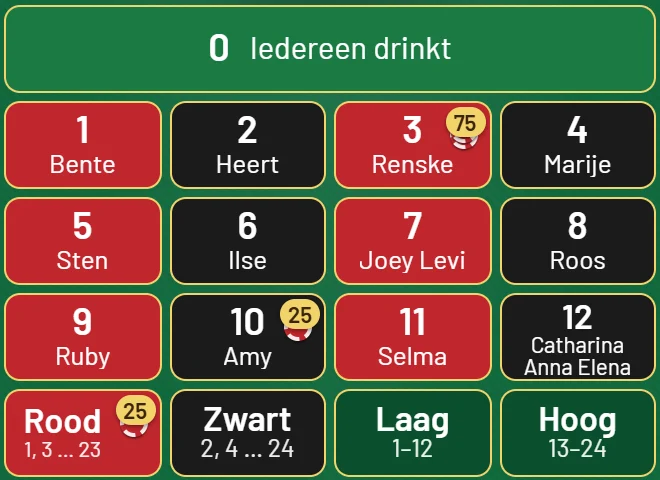 0 Iedereen drinkt
1
Bente
2
Heert
3
75
Renske
4
Marije
5
Sten
6
Ilse
7
Joey Levi
8
Roos
9
Ruby
10
25
Amy
11
Selma
12
Catharina
Anna Elena
Rood
25
1, 3 ... 23
Zwart
2, 4 ... 24
Laag
1–12
Hoog
13–24